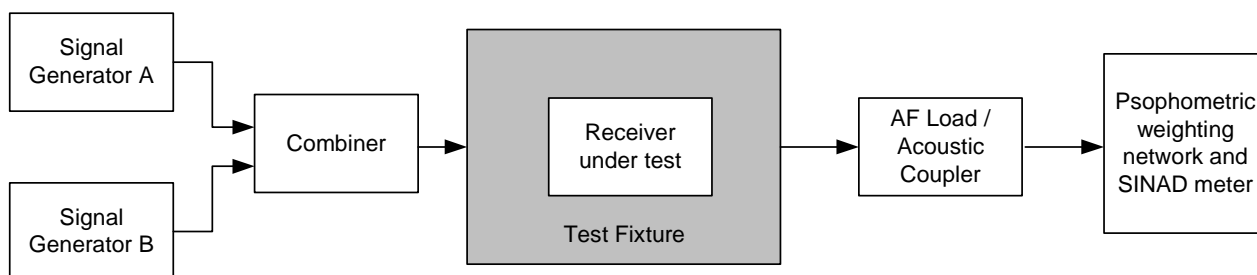 Signal
Generator A
Signal
Generator B
Combiner
Receiver
under test
Test Fixture
AF Load /
Acoustic
Coupler
Psophometric
weighting
network and
SINAD meter